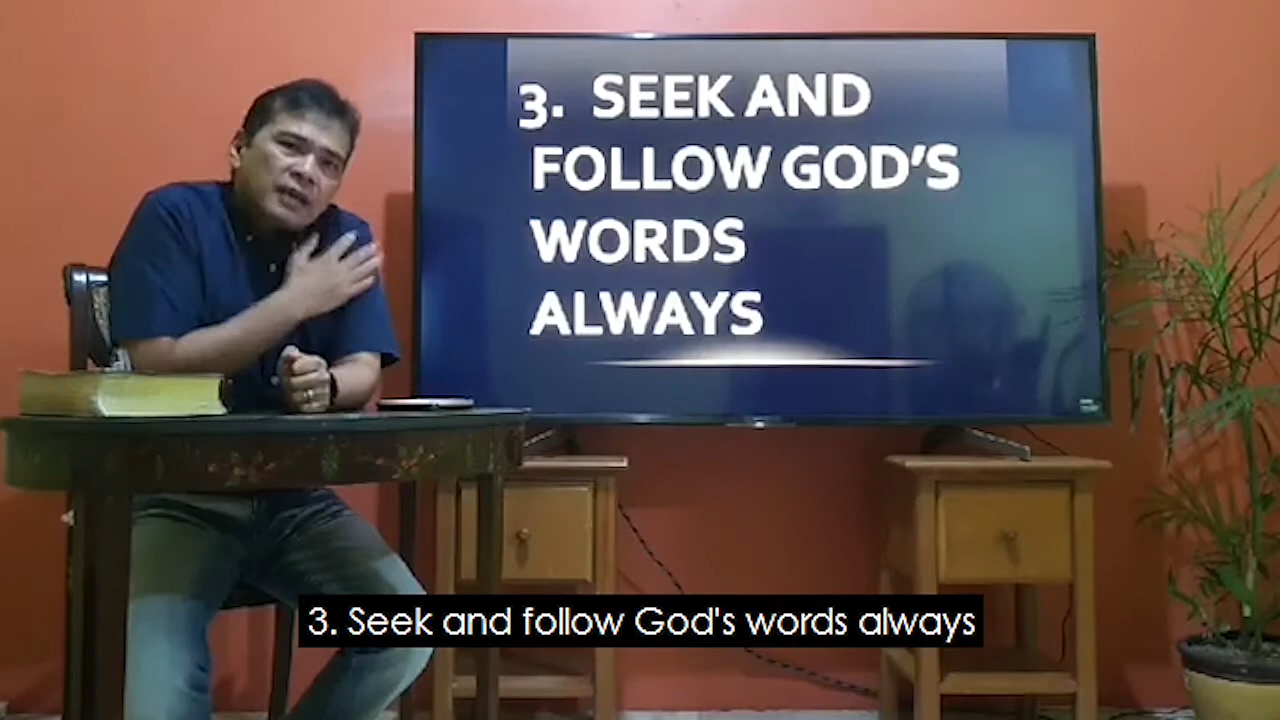 3. SEEK AND
FOLLOW GOD'S
WORDS
ALWAYS
3. Seek and follow God's words always